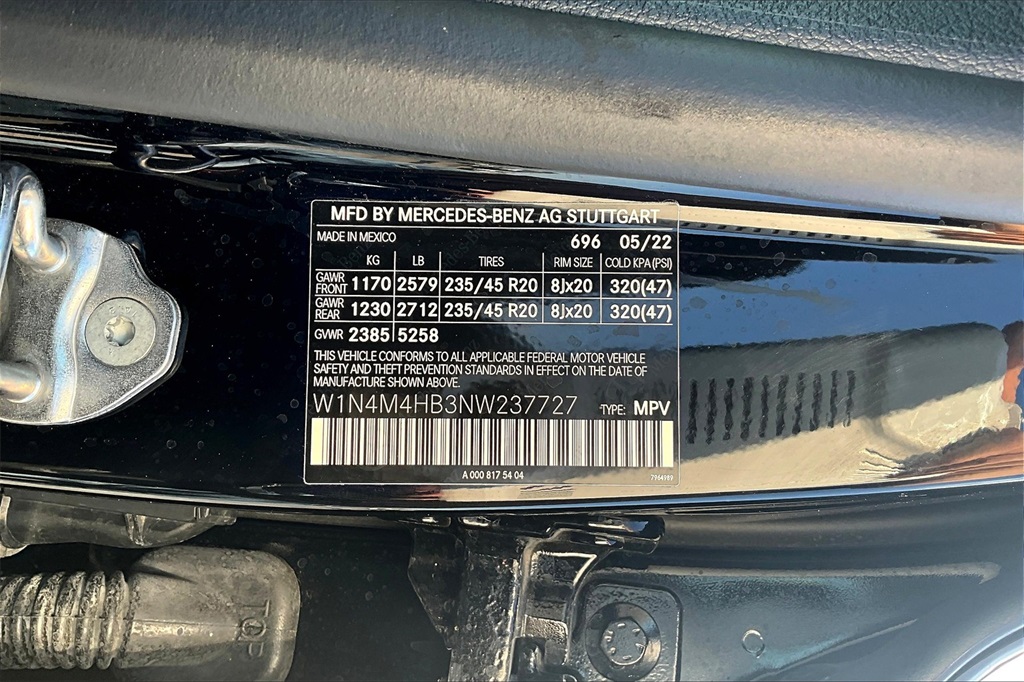 MFD BY MERCEDES-BENZ AG STUTTGART
MADE IN MEXICO 696 05/22
KG LB TIRES RIM SIZE COLD KPA(PSI)
GAWR FRONT 1170 2579 235/45 R20 8Jx20 320(47)
GAWR REAR 1230 2712 235/45 R20 8Jx20 320(47)
GVWR 2385 5258
THIS VEHICLE CONFORMS TO ALL APPLICABLE FEDERAL MOTOR VEHICLE
SAFETY AND THEFT PREVENTION STANDARDS IN EFFECT ON THE DATE OF
MANUFACTURE SHOWN ABOVE.
W1N4M4HB3NW237727 TYPE: MPV
A 000 817 54 04 7964989
TOP